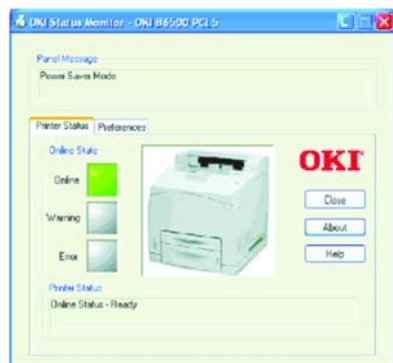 OKI Status Monitor - OKI B6500 PCL5
Panel Message
Power Saver Mode
Printer Status Preferences
Online State
Online
Warning
Error
OKI
Close
About
Help
Printer Status
Online Status - Ready